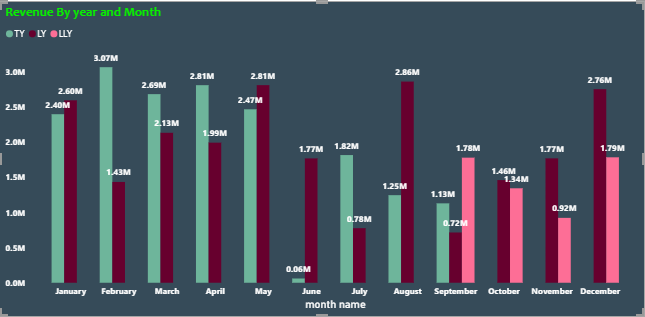 Revenue By year and Month
TY LY LLY
3.0M
2.5M
2.0M
1.5M
1.0M
0.5M
0.0M
2.40M 2.60M
3.07M 1.43M
2.69M 2.13M
2.81M 1.99M
2.47M 2.81M
0.06M 1.77M
1.82M 0.78M
1.25M 2.86M
1.13M 0.72M 1.78M
1.46M 1.34M
1.77M 0.92M
2.76M 1.79M
January February March April May June July August September October November December
month name